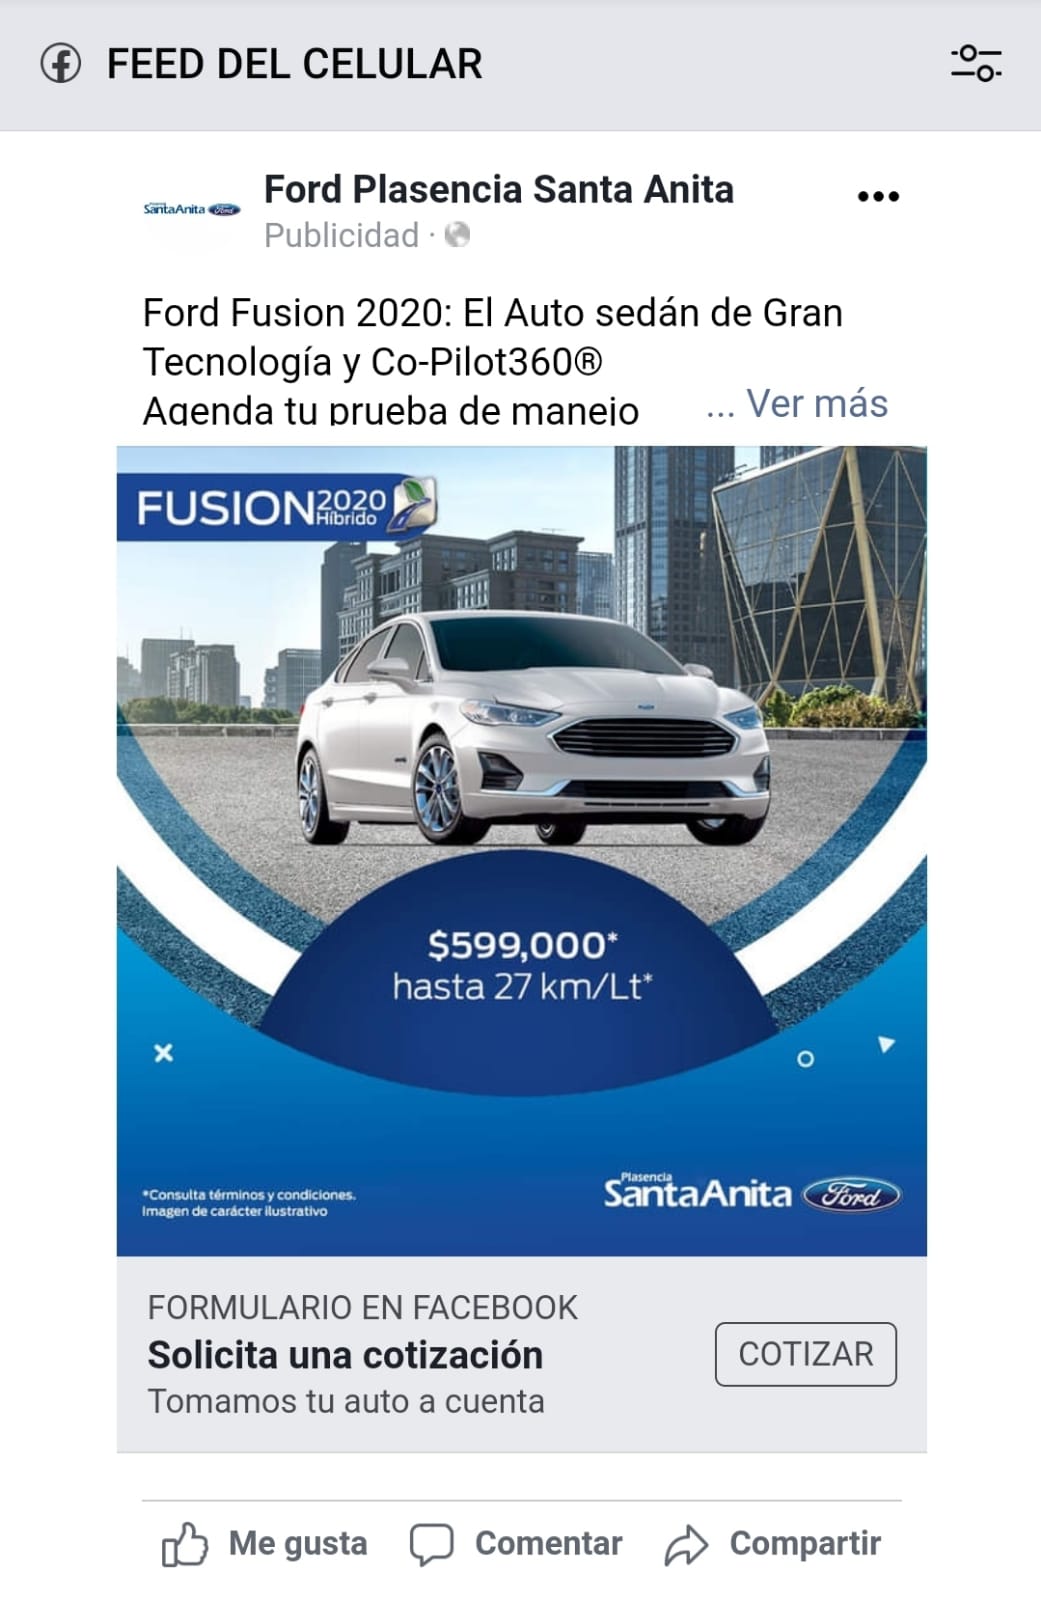 FEED DEL CELULAR
SantaAnita Ford
Ford Plasencia Santa Anita
Publicidad ·
Ford Fusion 2020: El Auto sedán de Gran
Tecnología y Co-Pilot360®
Agenda tu prueba de manejo
... Ver más
FUSION 2020
Híbrido
$599,000*
hasta 27 km/Lt*
*Consulta términos y condiciones.
Imagen de carácter ilustrativo
Plasencia
SantaAnita Ford
FORMULARIO EN FACEBOOK
Solicita una cotización
Tomamos tu auto a cuenta
COTIZAR
Me gusta
Comentar
Compartir